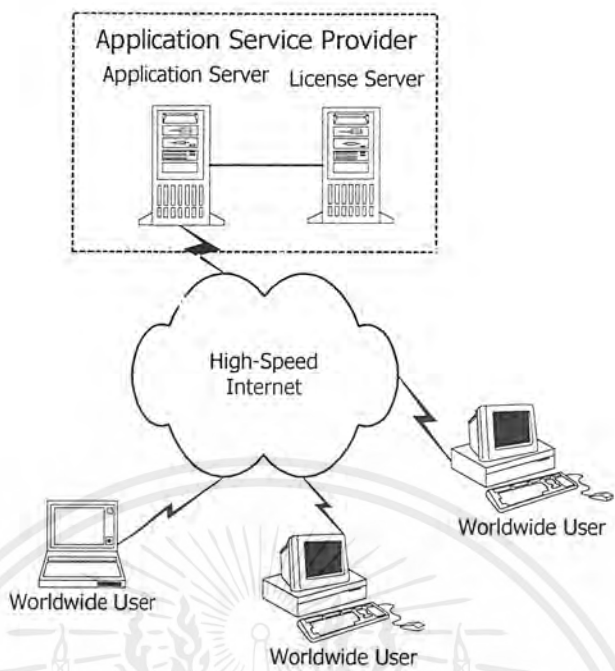 Application Service Provider
Application Server
License Server
High-Speed
Internet
Worldwide User
Worldwide User
Worldwide User